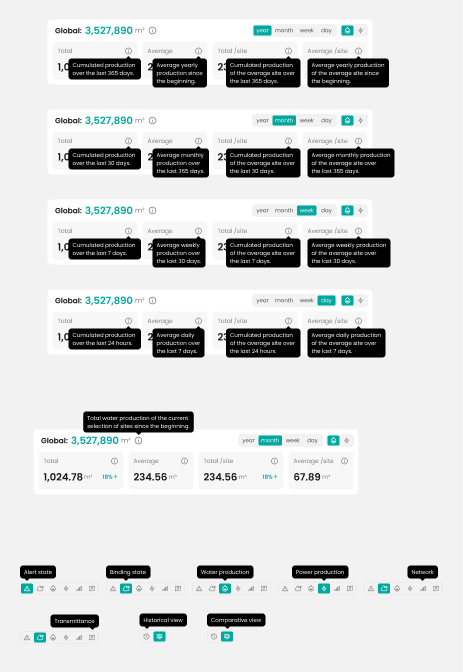 Global: 3,527,890 m³ year month week day
Total Average Total /site Average /site
1,0 2 23
Cumulated production
over the last 365 days.
Average yearly
production since
the beginning.
Cumulated production
of the average site over
the last 365 days.
Average yearly production
of the average site since
the beginning.
Global: 3,527,890 m³ year month week day
Total Average Total /site Average /site
1,0 2 23
Cumulated production
over the last 30 days.
Average monthly
production over
the last 365 days.
Cumulated production
of the average site over
the last 30 days.
Average monthly production
of the average site over
the last 365 days.
Global: 3,527,890 m³ year month week day
Total Average Total /site Average /site
1,0 2 23
Cumulated production
over the last 7 days.
Average weekly
production over
the last 30 days.
Cumulated production
of the average site over
the last 7 days.
Average weekly production
of the average site over
the last 30 days.
Global: 3,527,890 m³ year month week day
Total Average Total /site Average /site
1,0 2 23
Cumulated production
over the last 24 hours.
Average daily
production over
the last 7 days.
Cumulated production
of the average site over
the last 24 hours.
Average daily production
of the average site over
the last 7 days.
Total water production of the current
selection of sites since the beginning.
Global: 3,527,890 m³ year month week day
Total Average Total /site Average /site
1,024.78 m³ 18% ↑ 234.56 m³ 234.56 m³ 18% ↑ 67.89 m³
Alert state Binding state Water production Power production Network
Transmittance Historical view Comparative view